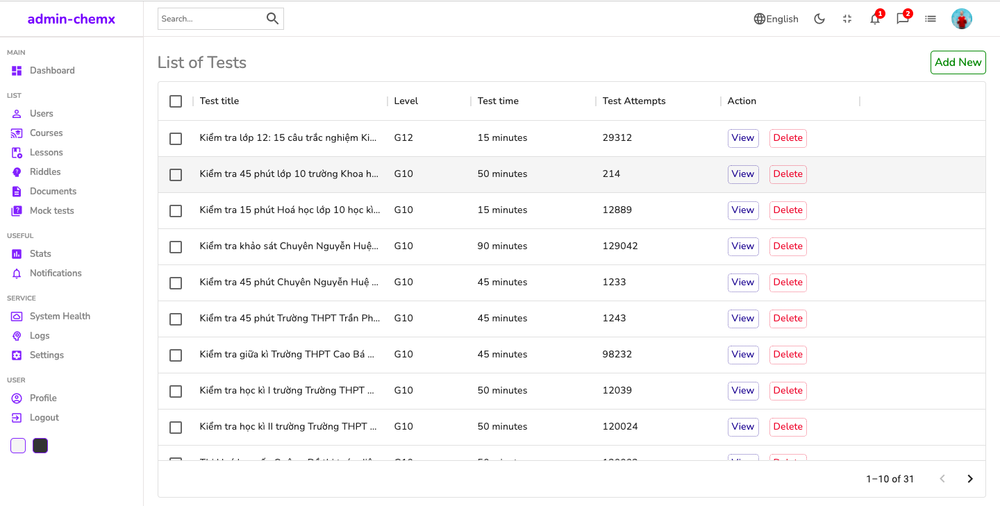 admin-chemx
Search...
English
1
2
MAIN
Dashboard
LIST
Users
Courses
Lessons
Riddles
Documents
Mock tests
USEFUL
Stats
Notifications
SERVICE
System Health
Logs
Settings
USER
Profile
Logout
List of Tests
Add New
Test title Level Test time Test Attempts Action
Kiểm tra lớp 12: 15 câu trắc nghiệm Ki... G12 15 minutes 29312 View Delete
Kiểm tra 45 phút lớp 10 trường Khoa h... G10 50 minutes 214 View Delete
Kiểm tra 15 phút Hoá học lớp 10 học kì... G10 15 minutes 12889 View Delete
Kiểm tra khảo sát Chuyên Nguyễn Huệ... G10 90 minutes 129042 View Delete
Kiểm tra 45 phút Chuyên Nguyễn Huệ ... G10 45 minutes 1233 View Delete
Kiểm tra 45 phút Trường THPT Trần Ph... G10 45 minutes 1243 View Delete
Kiểm tra giữa kì Trường THPT Cao Bá ... G10 45 minutes 98232 View Delete
Kiểm tra học kì I trường Trường THPT ... G10 50 minutes 12039 View Delete
Kiểm tra học kì II trường Trường THPT ... G10 50 minutes 120024 View Delete
1–10 of 31